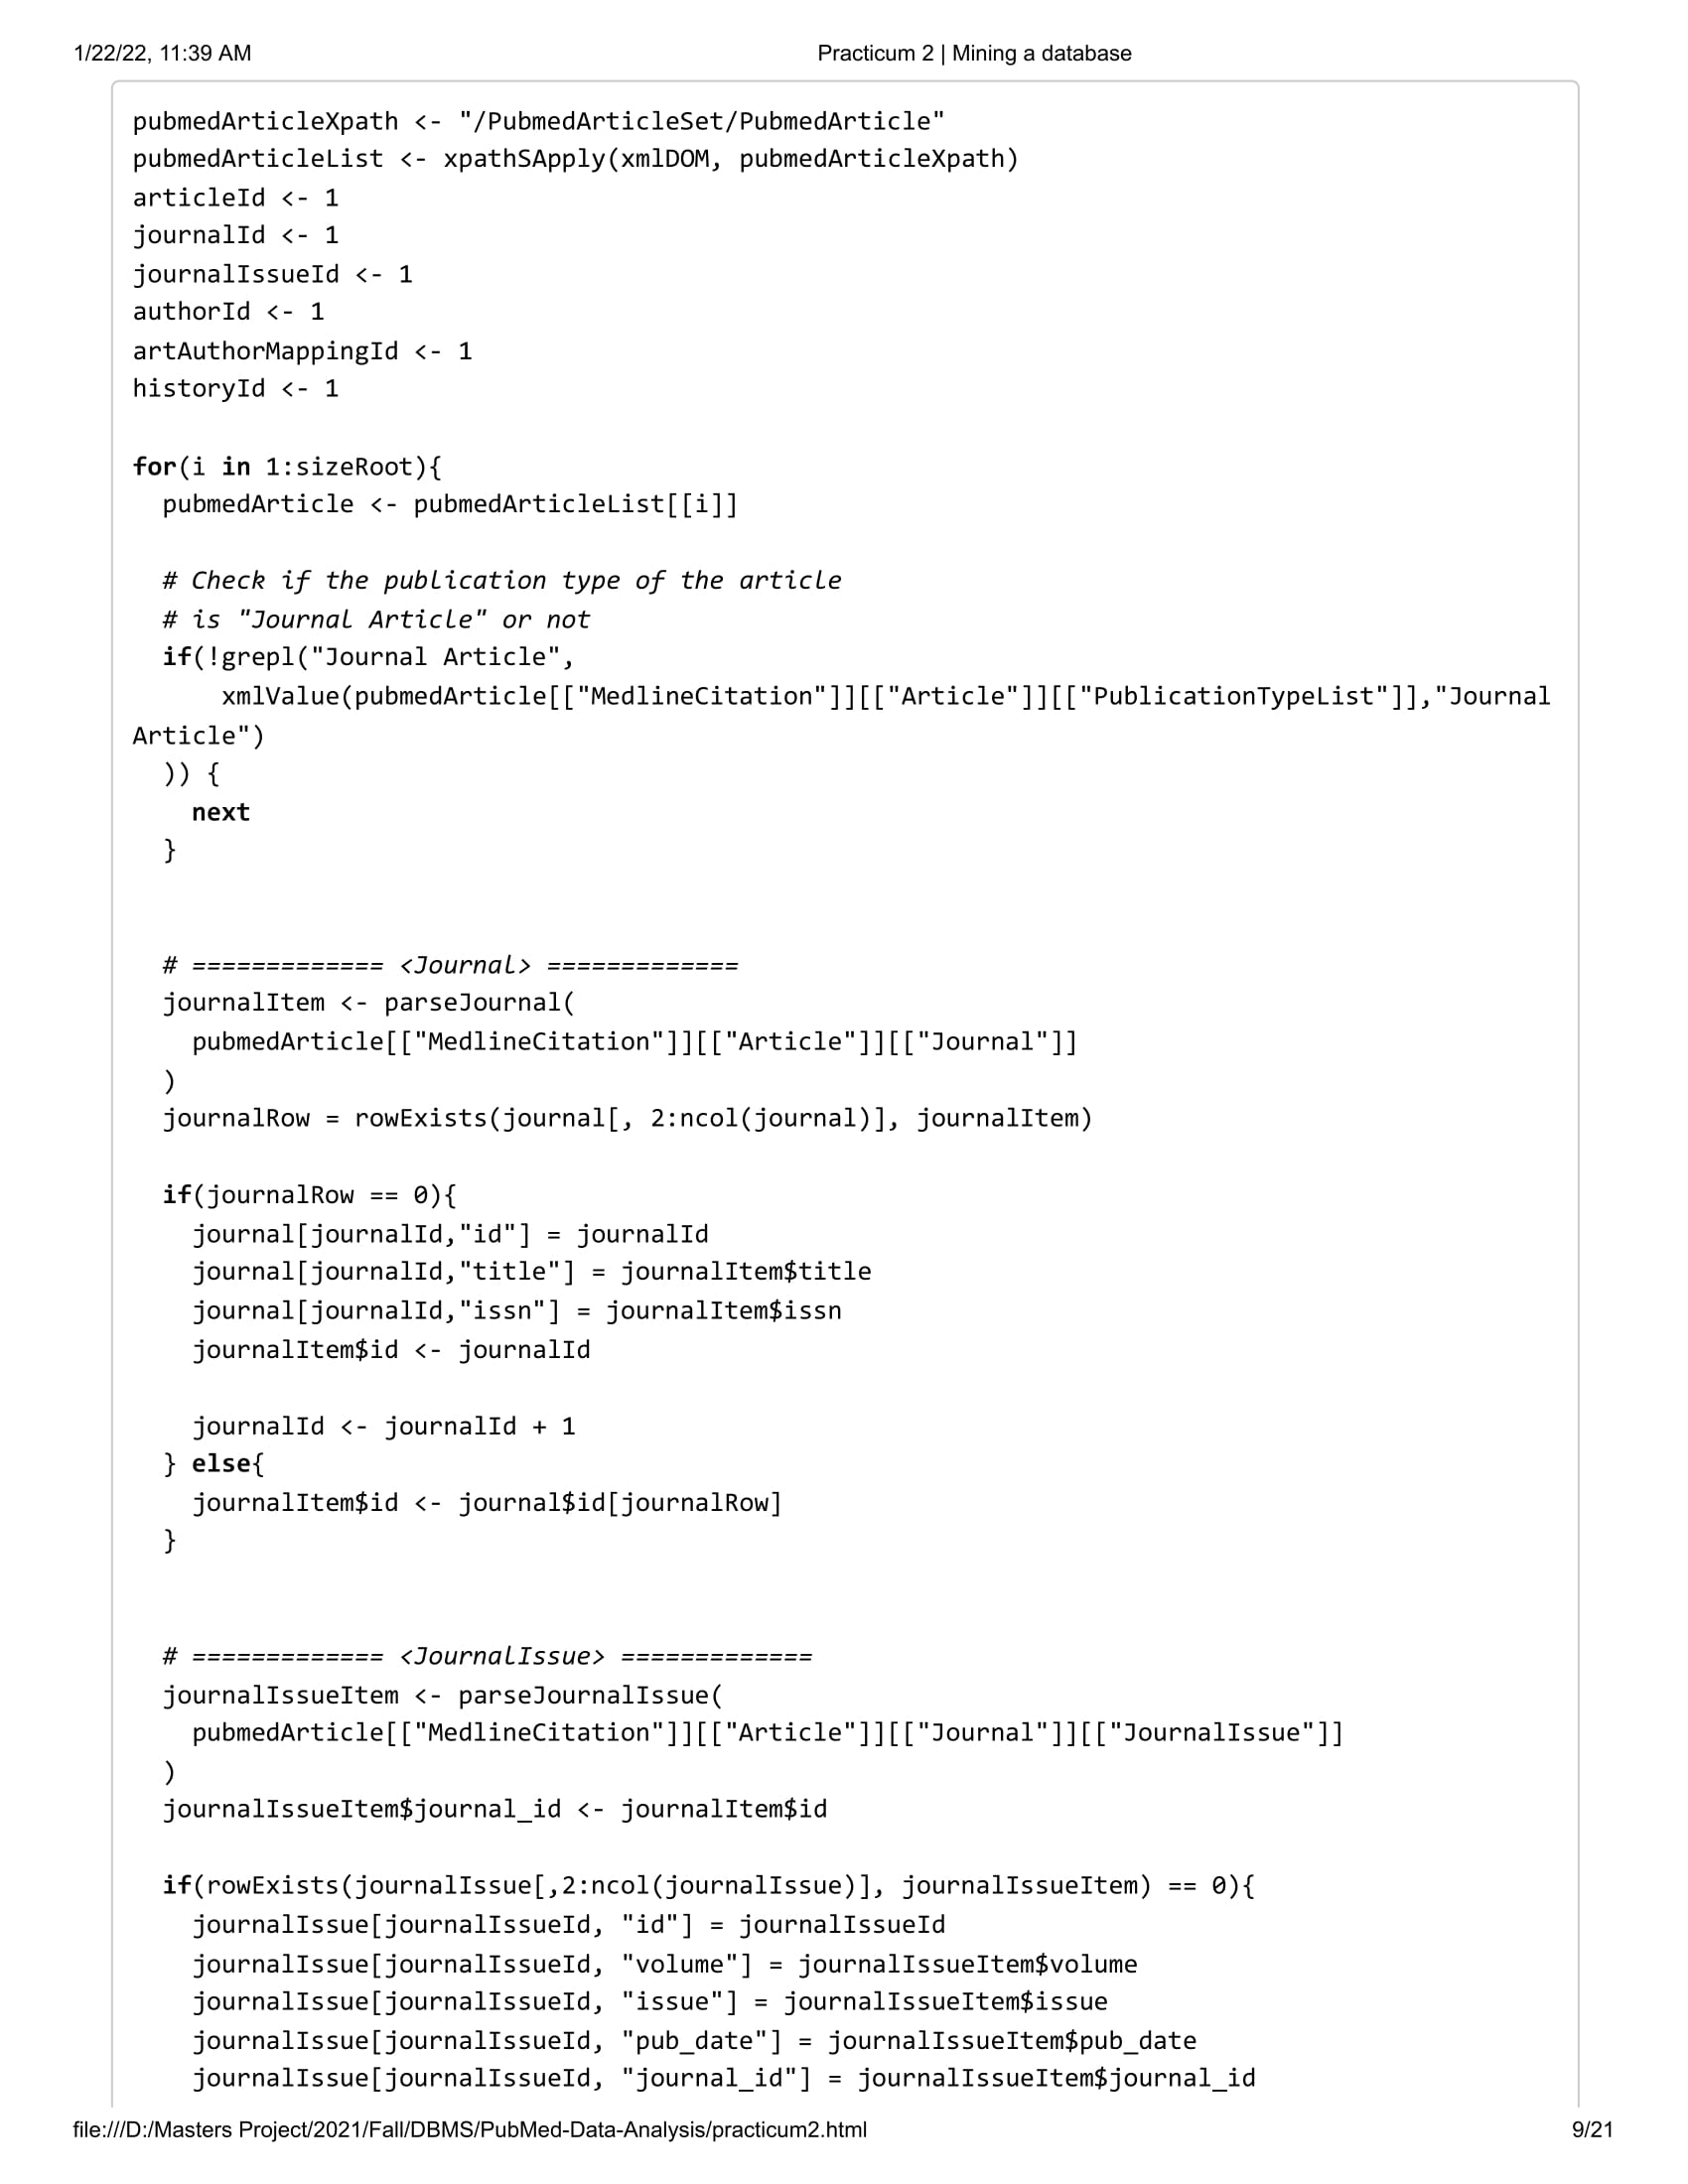 1/22/22, 11:39 AM
Practicum 2 | Mining a database
pubmedArticleXpath <- "/PubmedArticleSet/PubmedArticle"
pubmedArticleList <- xpathSApply(xmlDOM, pubmedArticleXpath)
articleId <- 1
journalId <- 1
journalIssueId <- 1
authorId <- 1
artAuthorMappingId <- 1
historyId <- 1

for(i in 1:sizeRoot){
  pubmedArticle <- pubmedArticleList[[i]]

  # Check if the publication type of the article
  # is "Journal Article" or not
  if(!grepl("Journal Article",
      xmlValue(pubmedArticle[["MedlineCitation"]][["Article"]][["PublicationTypeList"]],"Journal
Article")
  )) {
    next
  }

  # ============= <Journal> =============
  journalItem <- parseJournal(
    pubmedArticle[["MedlineCitation"]][["Article"]][["Journal"]]
  )
  journalRow = rowExists(journal[, 2:ncol(journal)], journalItem)

  if(journalRow == 0){
    journal[journalId,"id"] = journalId
    journal[journalId,"title"] = journalItem$title
    journal[journalId,"issn"] = journalItem$issn
    journalItem$id <- journalId

    journalId <- journalId + 1
  } else{
    journalItem$id <- journal$id[journalRow]
  }

  # ============= <JournalIssue> =============
  journalIssueItem <- parseJournalIssue(
    pubmedArticle[["MedlineCitation"]][["Article"]][["Journal"]][["JournalIssue"]]
  )
  journalIssueItem$journal_id <- journalItem$id

  if(rowExists(journalIssue[,2:ncol(journalIssue)], journalIssueItem) == 0){
    journalIssue[journalIssueId, "id"] = journalIssueId
    journalIssue[journalIssueId, "volume"] = journalIssueItem$volume
    journalIssue[journalIssueId, "issue"] = journalIssueItem$issue
    journalIssue[journalIssueId, "pub_date"] = journalIssueItem$pub_date
    journalIssue[journalIssueId, "journal_id"] = journalIssueItem$journal_id
file:///D:/Masters Project/2021/Fall/DBMS/PubMed-Data-Analysis/practicum2.html
9/21